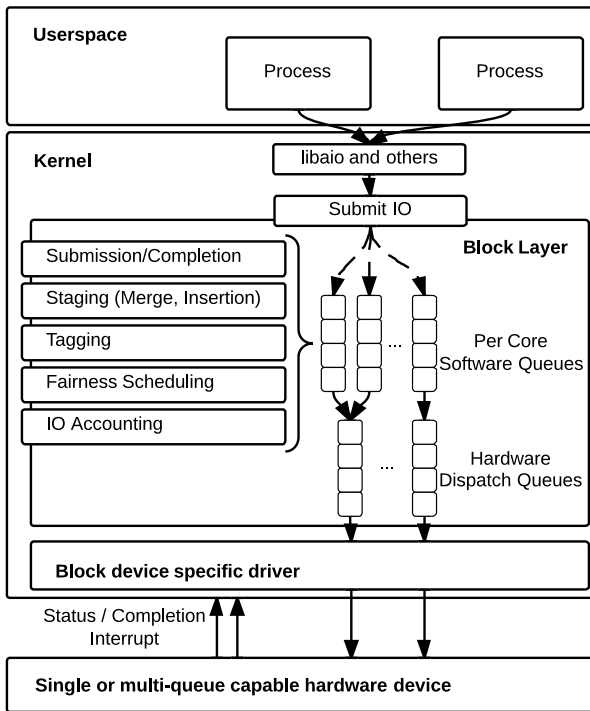 Userspace
Process
Process
Kernel
libaio and others
Submit IO
Block Layer
Submission/Completion
Staging (Merge, Insertion)
Tagging
Fairness Scheduling
IO Accounting
...
Per Core
Software Queues
...
Hardware
Dispatch Queues
Block device specific driver
Status / Completion
Interrupt
Single or multi-queue capable hardware device